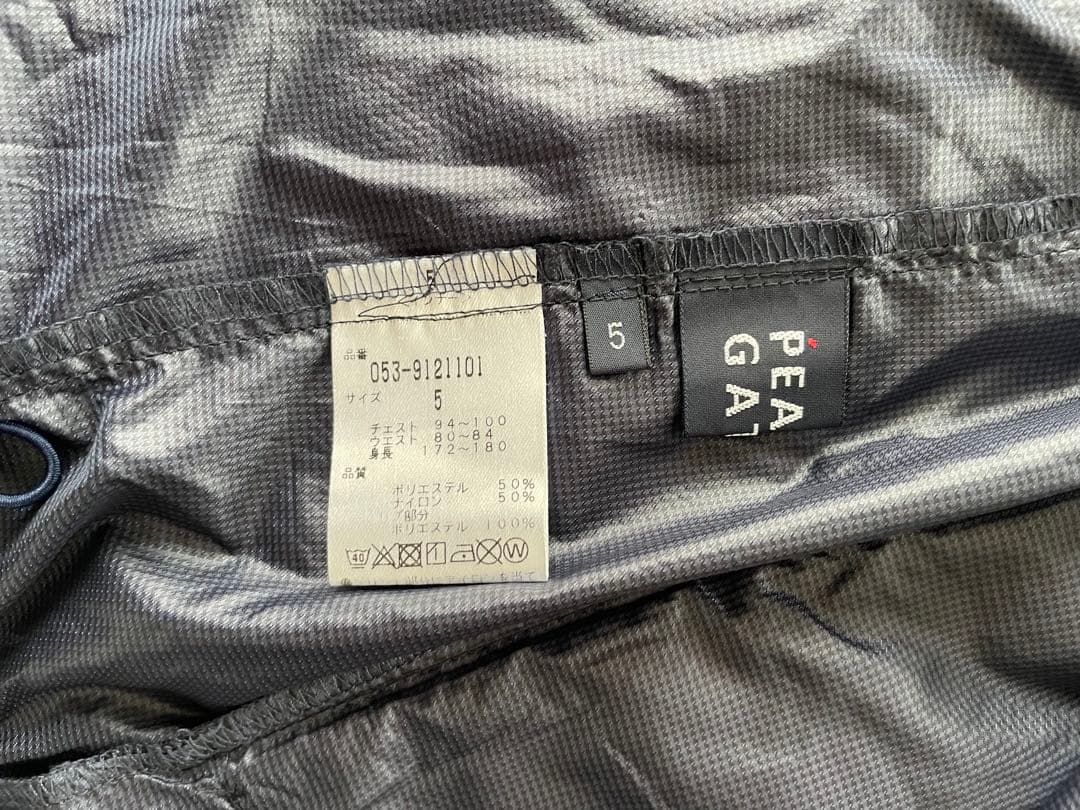 5
品番
053-9121101
サイズ 5
チェスト 94~100
ウエスト 80~84
身長 172~180
品質
ポリエステル 50%
ナイロン 50%
リブ部分
ポリエステル 100%
40
W
5
PEA
GA